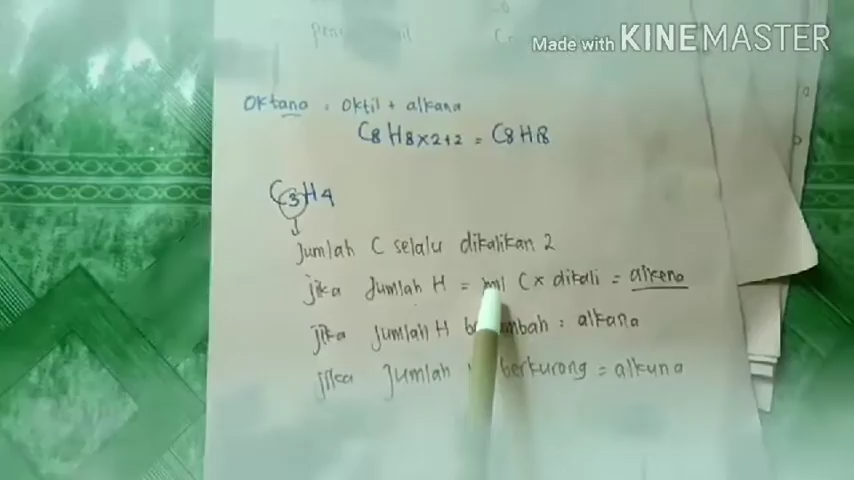 Made with KINEMASTER
Oktana = Oktil + alkana
C8 H8x2+2 = C8 H18
C3H4
Jumlah C selalu dikalikan 2
jika Jumlah H = jml C x dikali = alkena
jika Jumlah H : alkana
jika Jumlah berkurang = alkuna